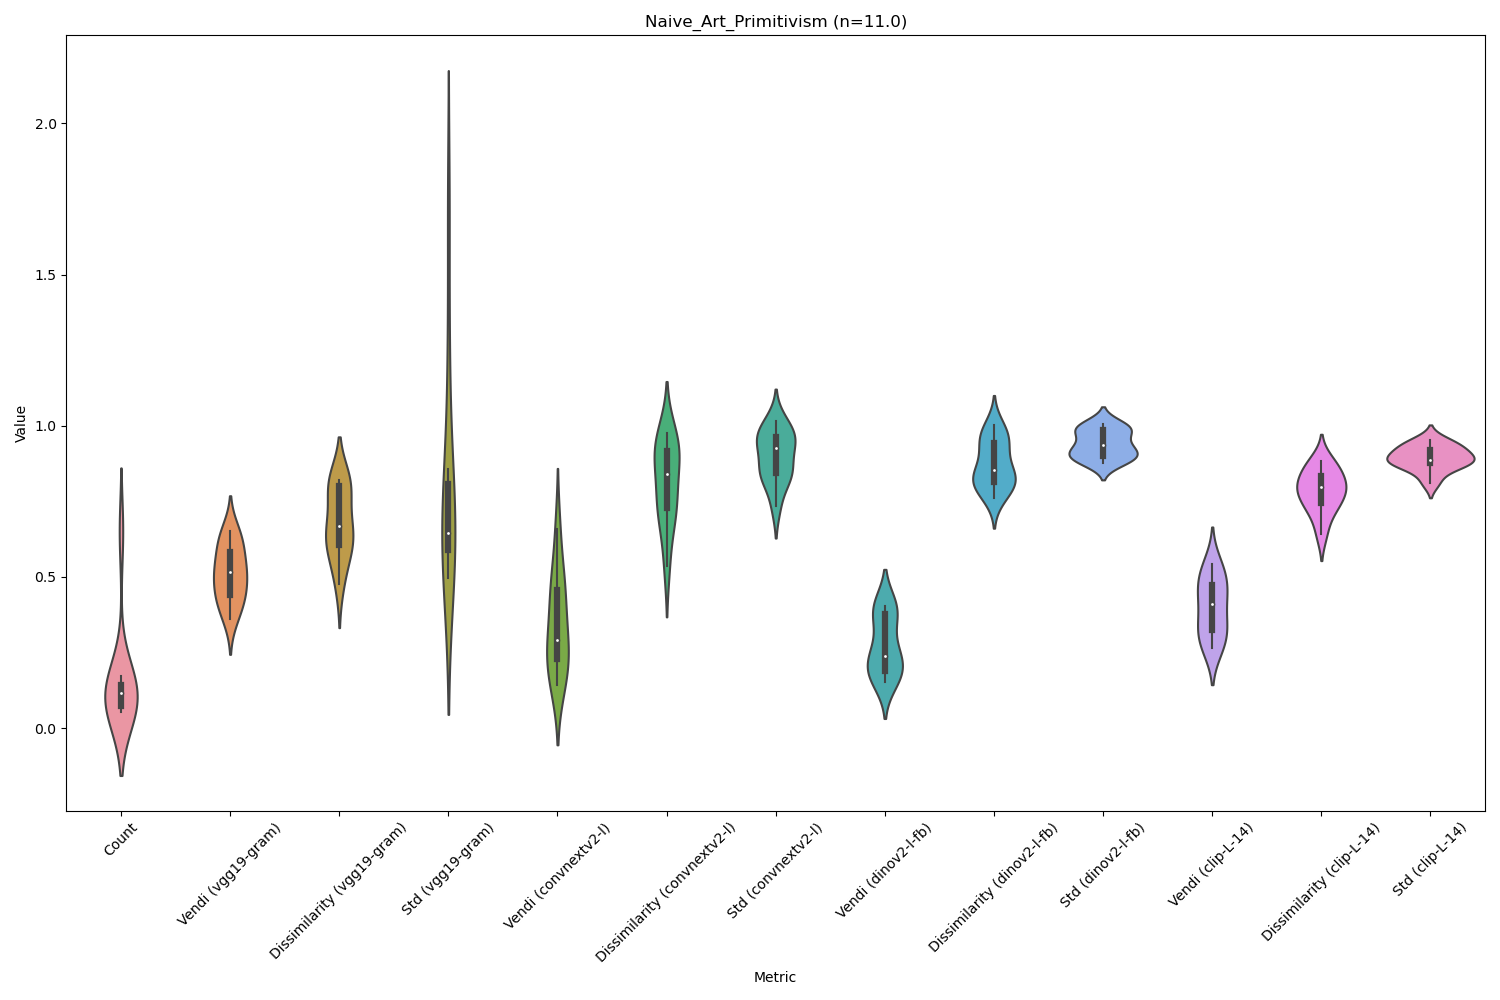 Naive_Art_Primitivism (n=11.0)
Value
2.0
1.5
1.0
0.5
0.0
Count
Vendi (vgg19-gram)
Dissimilarity (vgg19-gram)
Std (vgg19-gram)
Vendi (convnextv2-l)
Dissimilarity (convnextv2-l)
Std (convnextv2-l)
Vendi (dinov2-l-fb)
Dissimilarity (dinov2-l-fb)
Std (dinov2-l-fb)
Vendi (clip-L-14)
Dissimilarity (clip-L-14)
Std (clip-L-14)
Metric